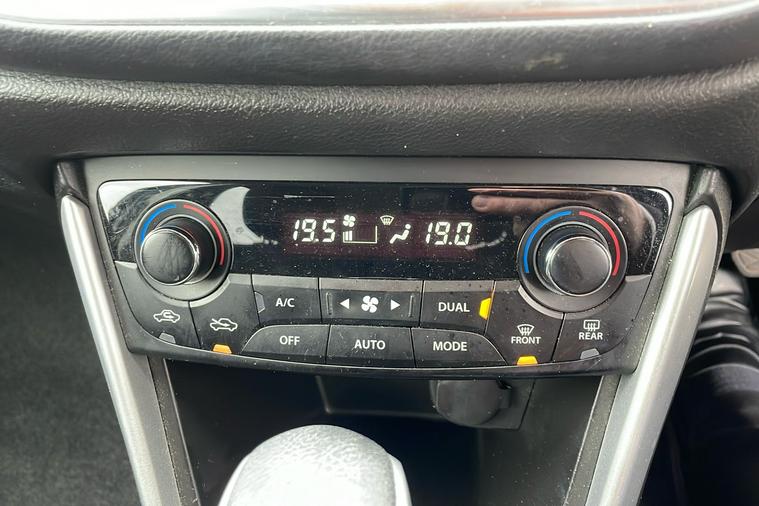 19.5 19.0
A/C DUAL
OFF AUTO MODE FRONT REAR